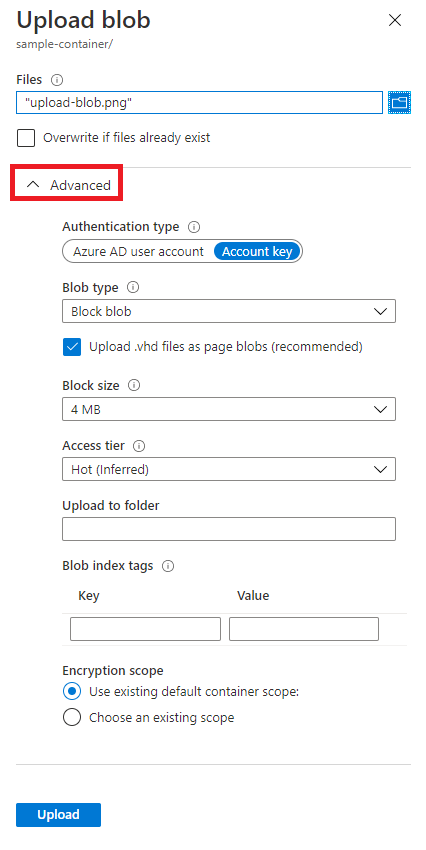 Upload blob
sample-container/
Files
"upload-blob.png"
Overwrite if files already exist
Advanced
Authentication type
Azure AD user account Account key
Blob type
Block blob
Upload .vhd files as page blobs (recommended)
Block size
4 MB
Access tier
Hot (Inferred)
Upload to folder
Blob index tags
Key Value
Encryption scope
Use existing default container scope:
Choose an existing scope
Upload